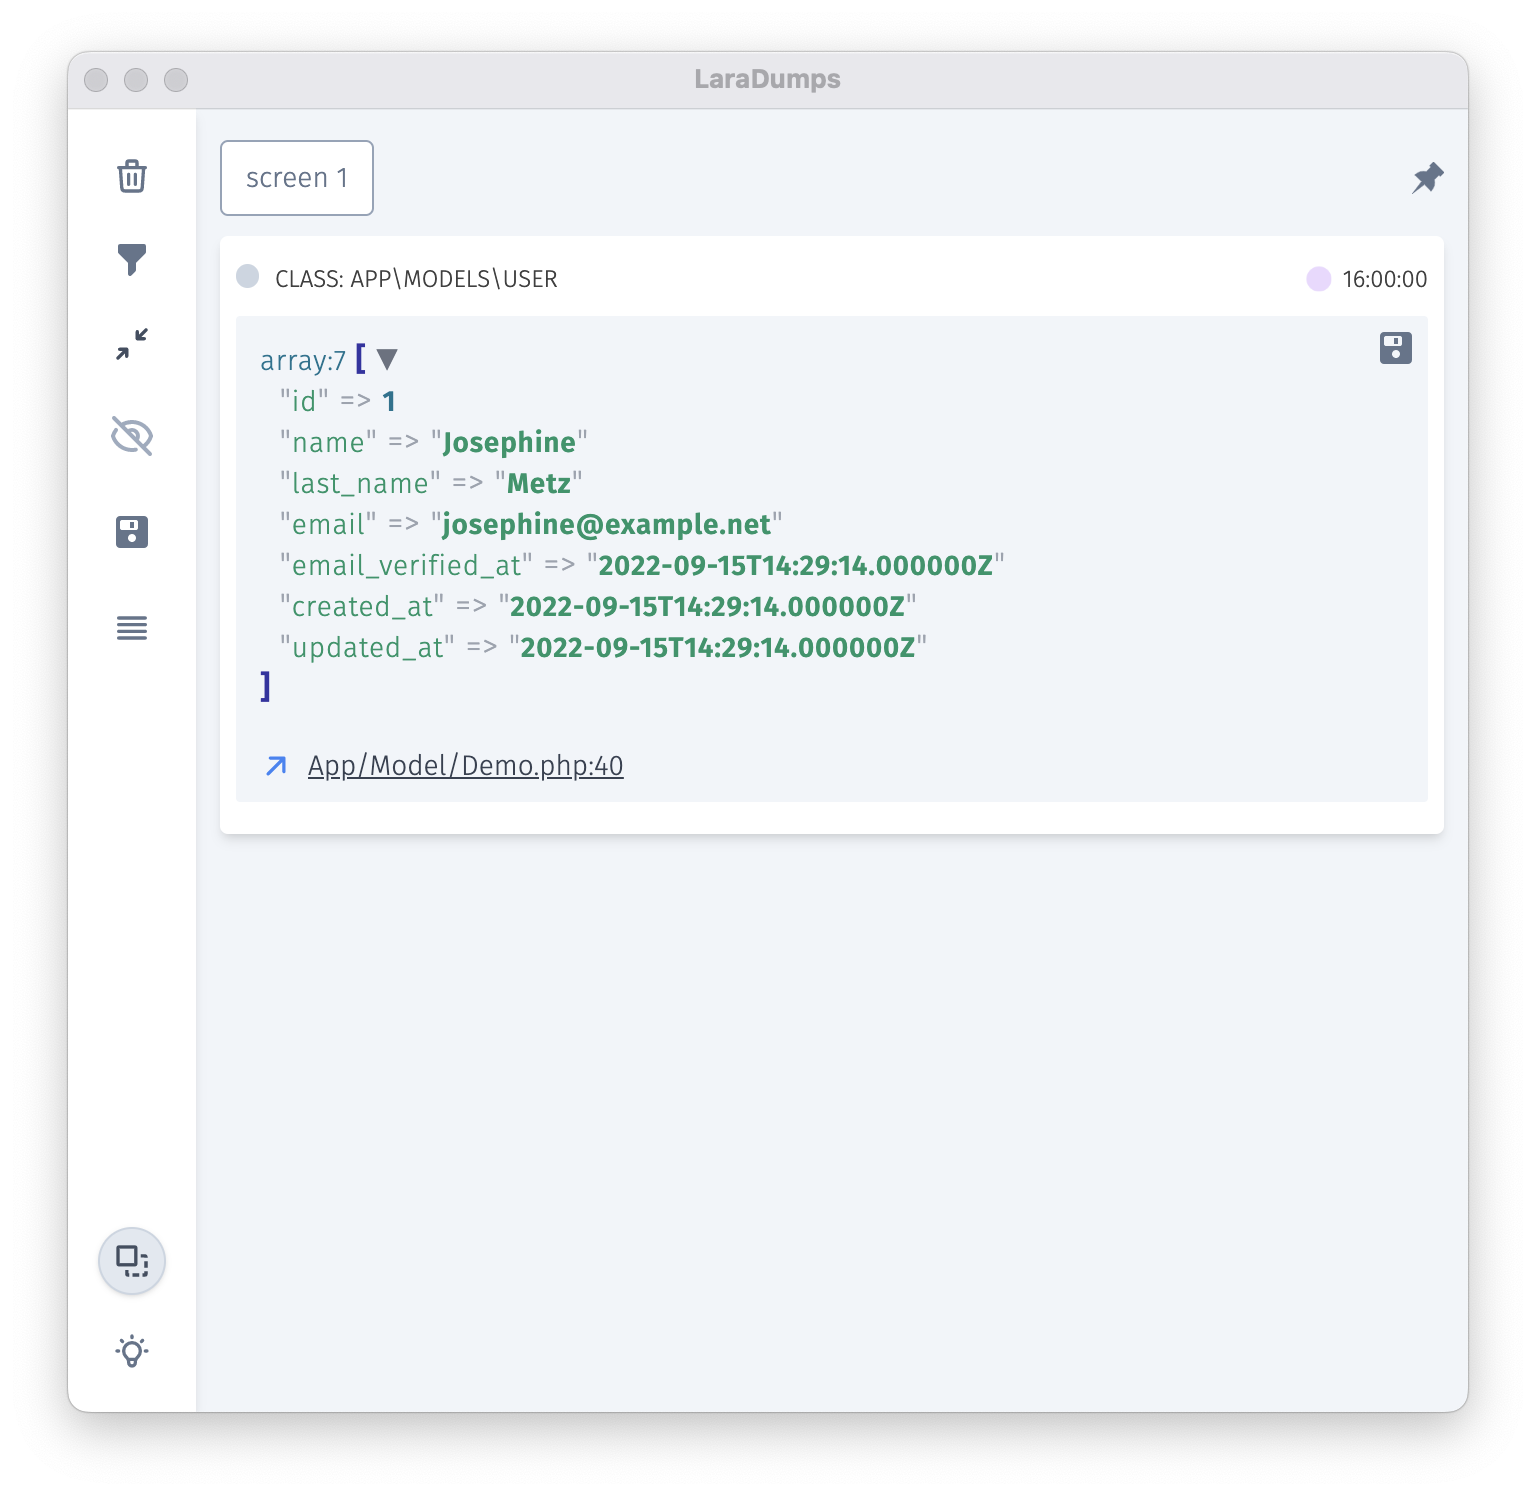 LaraDumps
screen 1
CLASS: APP\MODELS\USER
16:00:00
array:7 [ ▼
"id" => 1
"name" => "Josephine"
"last_name" => "Metz"
"email" => "josephine@example.net"
"email_verified_at" => "2022-09-15T14:29:14.000000Z"
"created_at" => "2022-09-15T14:29:14.000000Z"
"updated_at" => "2022-09-15T14:29:14.000000Z"
]
App/Model/Demo.php:40